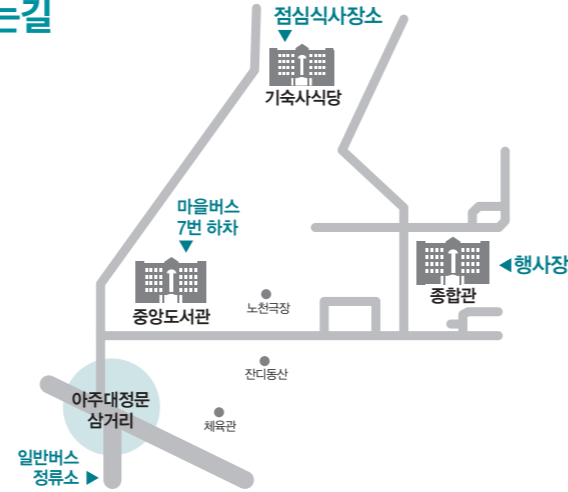 는길
점심식사장소
기숙사식당
마을버스
7번 하차
행사장
종합관
중앙도서관
노천극장
잔디동산
아주대정문
삼거리
체육관
일반버스
정류소